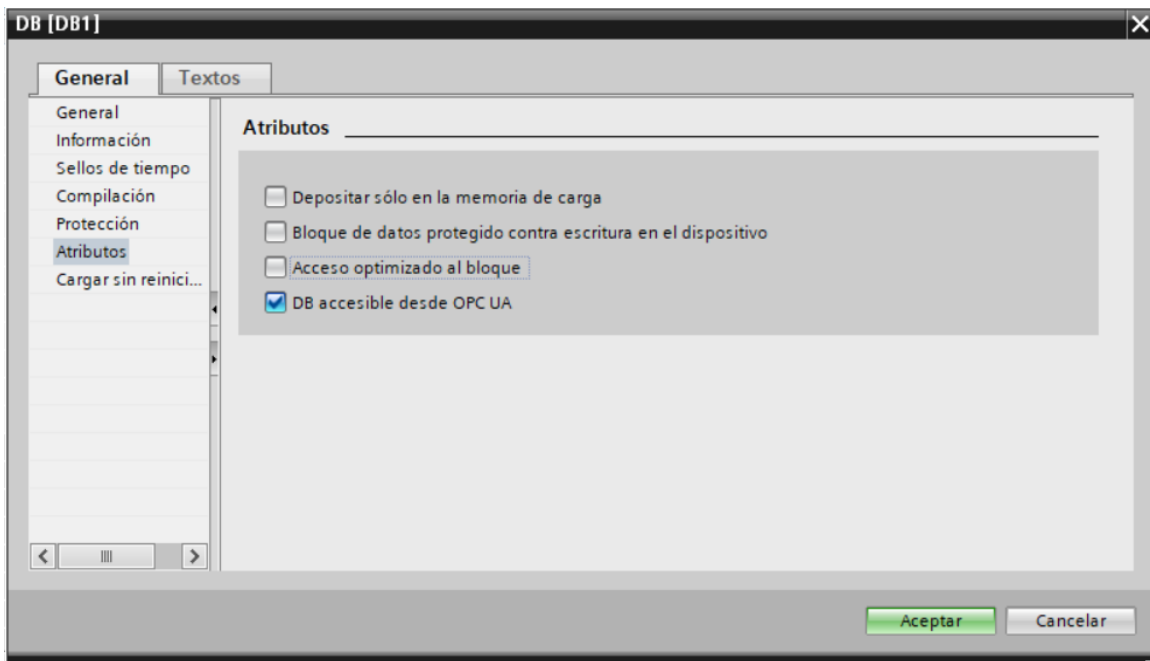 DB [DB1]
General
Textos
General
Información
Sellos de tiempo
Compilación
Protección
Atributos
Cargar sin reinici...
Atributos
Depositar sólo en la memoria de carga
Bloque de datos protegido contra escritura en el dispositivo
Acceso optimizado al bloque
DB accesible desde OPC UA
Aceptar
Cancelar